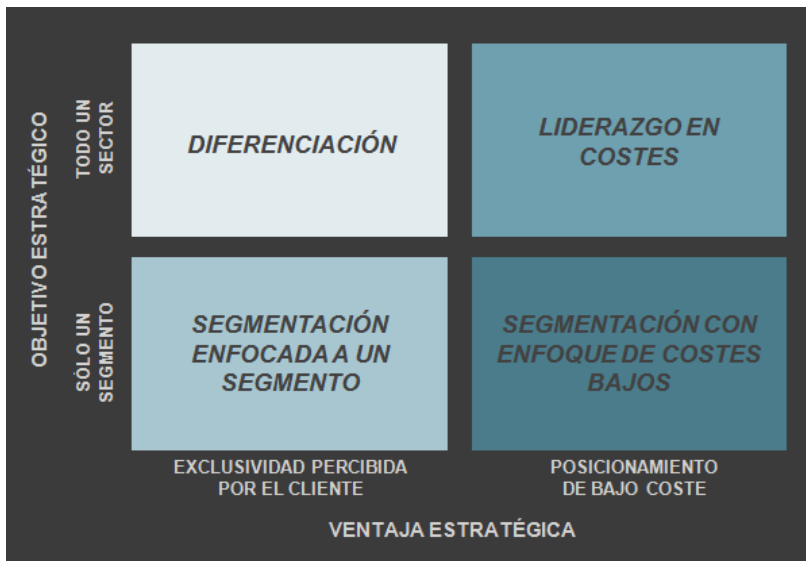 OBJETIVO ESTRATÉGICO
TODO UN
SECTOR
DIFERENCIACIÓN
LIDERAZGO EN
COSTES
SÓLO UN
SEGMENTO
SEGMENTACIÓN
ENFOCADA A UN
SEGMENTO
SEGMENTACIÓN CON
ENFOQUE DE COSTES
BAJOS
EXCLUSIVIDAD PERCIBIDA
POR EL CLIENTE
POSICIONAMIENTO
DE BAJO COSTE
VENTAJA ESTRATÉGICA